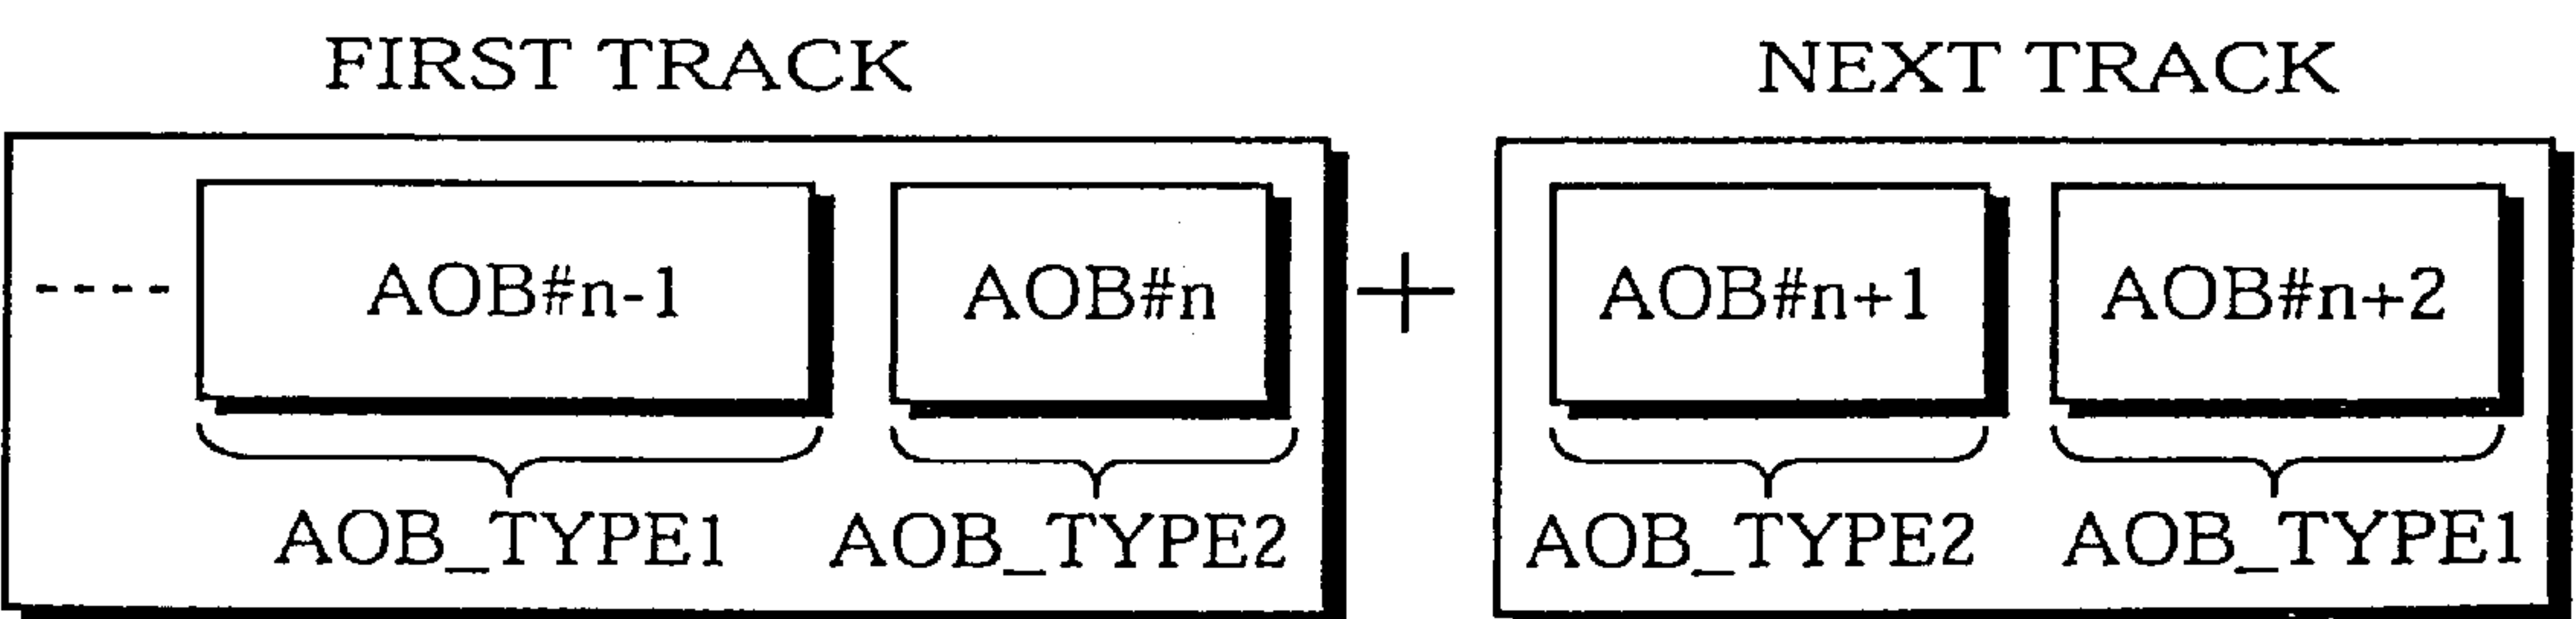 FIRST TRACK NEXT TRACK
---- AOB#n-1 AOB#n + AOB#n+1 AOB#n+2
AOB_TYPE1 AOB_TYPE2 AOB_TYPE2 AOB_TYPE1